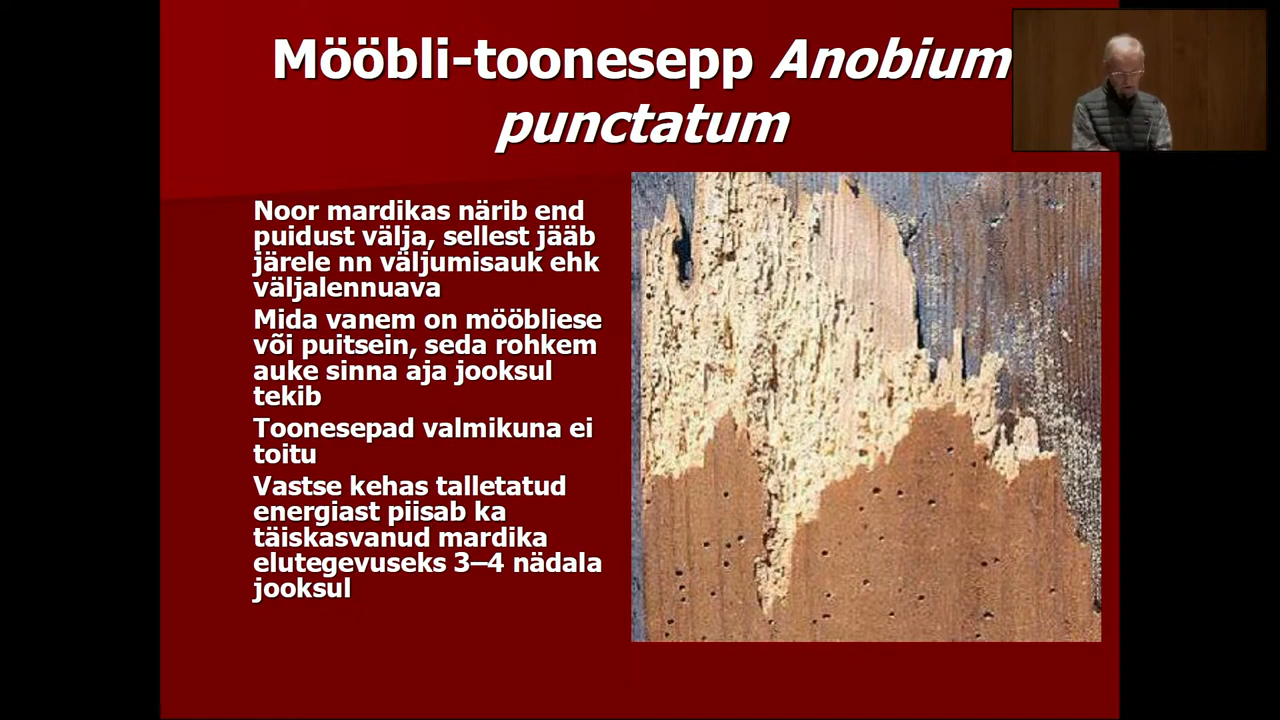 Mööbli-toonesepp Anobium
punctatum
Noor mardikas närib end
puidust välja, sellest jääb
järele nn väljumisauk ehk
väljalennuava
Mida vanem on mööbliese
või puitsein, seda rohkem
auke sinna aja jooksul
tekib
Toonesepad valmikuna ei
toitu
Vastse kehas talletatud
energiast piisab ka
täiskasvanud mardika
elutegevuseks 3–4 nädala
jooksul